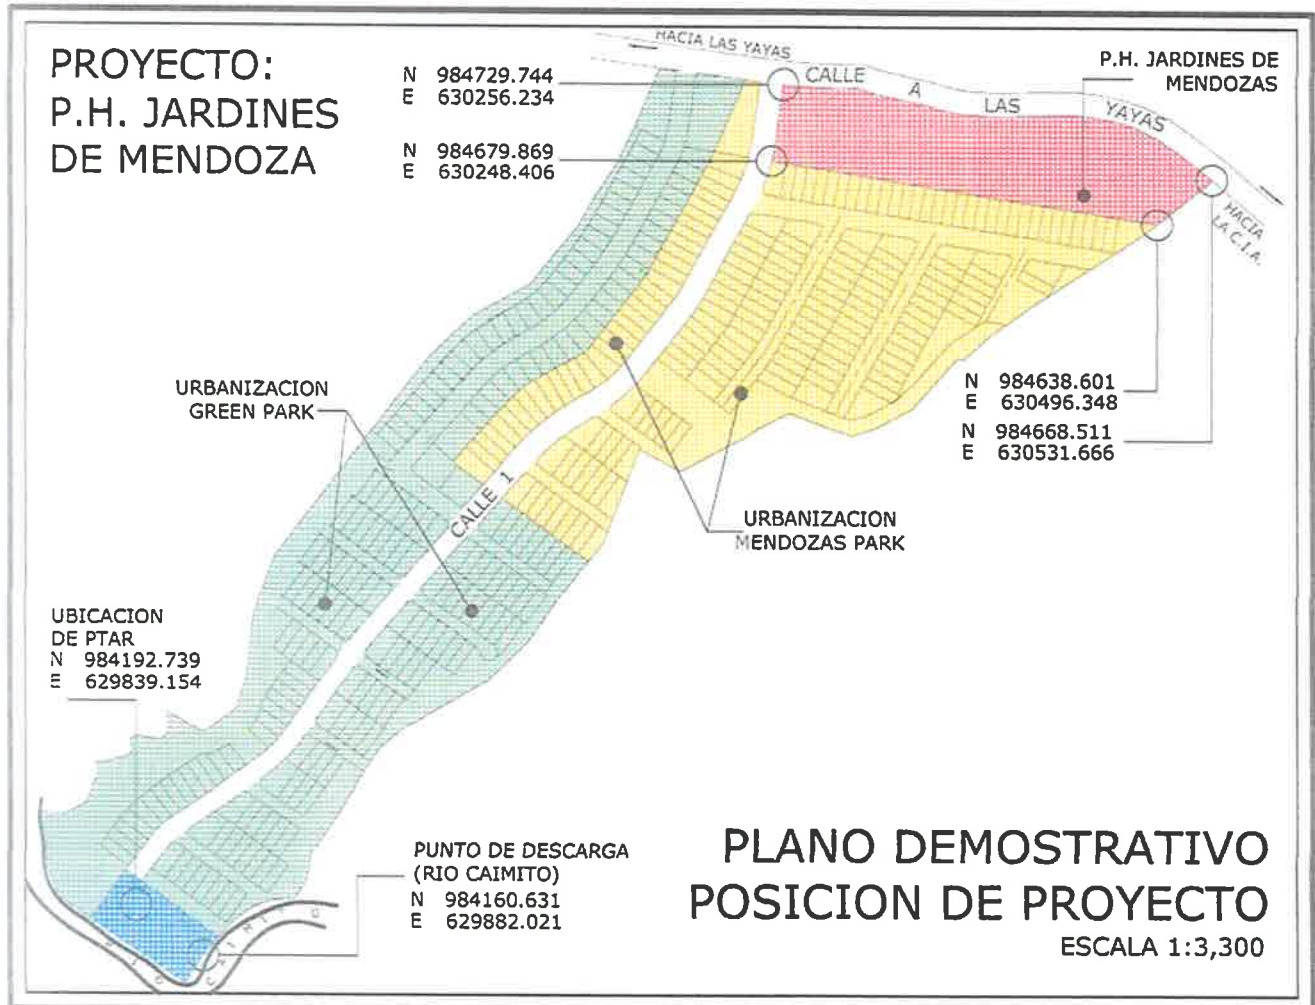 PROYECTO:
P.H. JARDINES
DE MENDOZA
HACIA LAS YAYAS
N 984729.744
E 630256.234
CALLE A LAS YAYAS
P.H. JARDINES DE
MENDOZAS
N 984679.869
E 630248.406
HACIA
LA C.I.A.
URBANIZACION
GREEN PARK
N 984638.601
E 630496.348
N 984668.511
E 630531.666
CALLE 1
URBANIZACION
MENDOZAS PARK
UBICACION
DE PTAR
N 984192.739
E 629839.154
PUNTO DE DESCARGA
(RIO CAIMITO)
N 984160.631
E 629882.021
RIO CAIMITO
PLANO DEMOSTRATIVO
POSICION DE PROYECTO
ESCALA 1:3,300